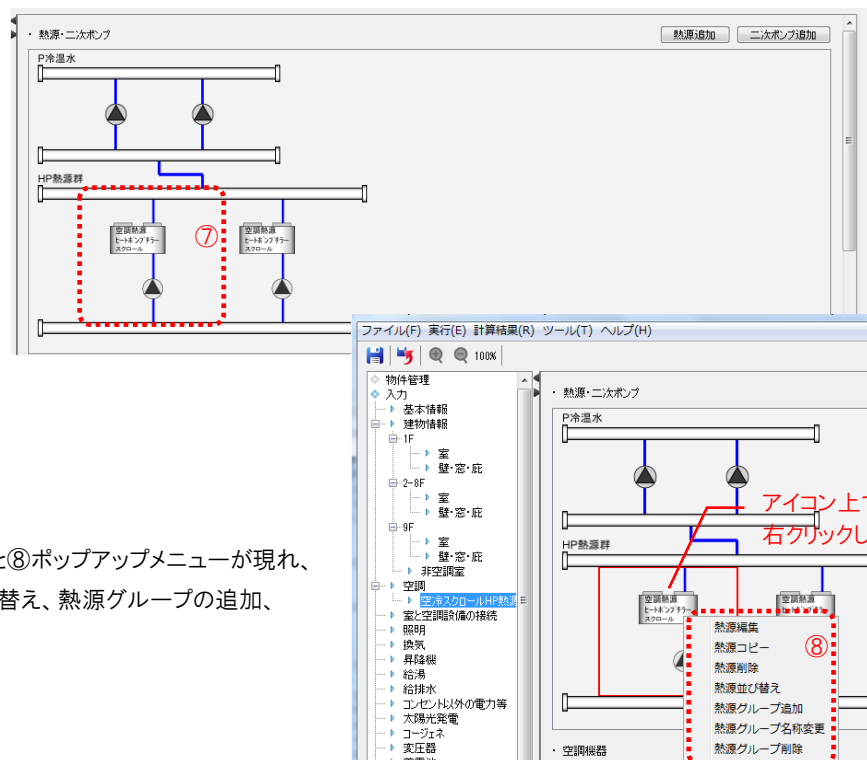 ・ 熱源・二次ポンプ
熱源追加
二次ポンプ追加
P冷温水
HP熱源群
空調熱源
ヒートポンプチラー
スクロール
⑦
空調熱源
ヒートポンプチラー
スクロール
と⑧ポップアップメニューが現れ、
替え、熱源グループの追加、
ファイル(F) 実行(E) 計算結果(R) ツール(T) ヘルプ(H)
100%
物件管理
入力
基本情報
建物情報
1F
室
壁・窓・庇
2-8F
室
壁・窓・庇
9F
室
壁・窓・庇
非空調室
空調
空冷スクロールHP熱源
室と空調設備の接続
照明
換気
昇降機
給湯
給排水
コンセント以外の電力等
太陽光発電
コージェネ
変圧器
・ 熱源・二次ポンプ
P冷温水
アイコン上で
右クリックし
HP熱源群
空調熱源
ヒートポンプチラー
スクロール
空調熱源
ヒートポンプチラー
熱源編集
熱源コピー
⑧
熱源削除
熱源並び替え
熱源グループ追加
熱源グループ名称変更
熱源グループ削除
・ 空調機器